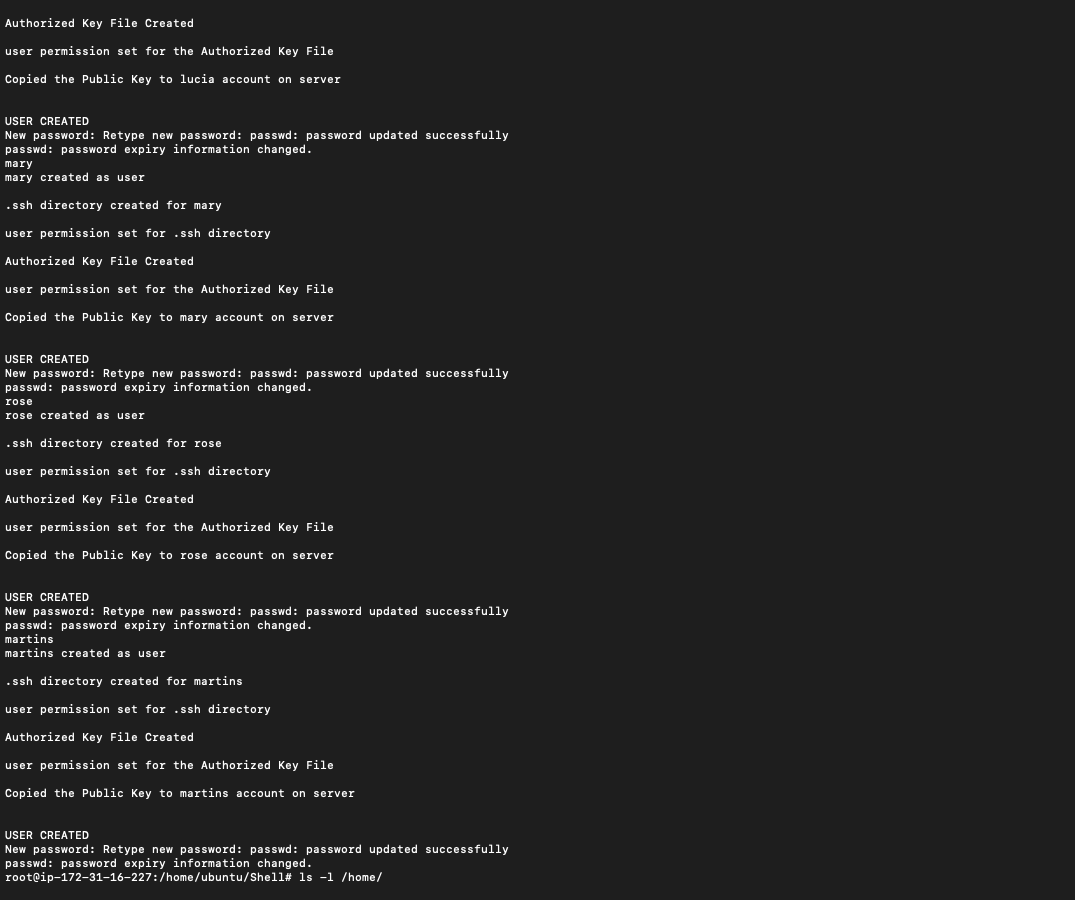 Authorized Key File Created
user permission set for the Authorized Key File
Copied the Public Key to lucia account on server
USER CREATED
New password: Retype new password: passwd: password updated successfully
passwd: password expiry information changed.
mary
mary created as user
.ssh directory created for mary
user permission set for .ssh directory
Authorized Key File Created
user permission set for the Authorized Key File
Copied the Public Key to mary account on server
USER CREATED
New password: Retype new password: passwd: password updated successfully
passwd: password expiry information changed.
rose
rose created as user
.ssh directory created for rose
user permission set for .ssh directory
Authorized Key File Created
user permission set for the Authorized Key File
Copied the Public Key to rose account on server
USER CREATED
New password: Retype new password: passwd: password updated successfully
passwd: password expiry information changed.
martins
martins created as user
.ssh directory created for martins
user permission set for .ssh directory
Authorized Key File Created
user permission set for the Authorized Key File
Copied the Public Key to martins account on server
USER CREATED
New password: Retype new password: passwd: password updated successfully
passwd: password expiry information changed.
root@ip-172-31-16-227:/home/ubuntu/Shell# ls -l /home/